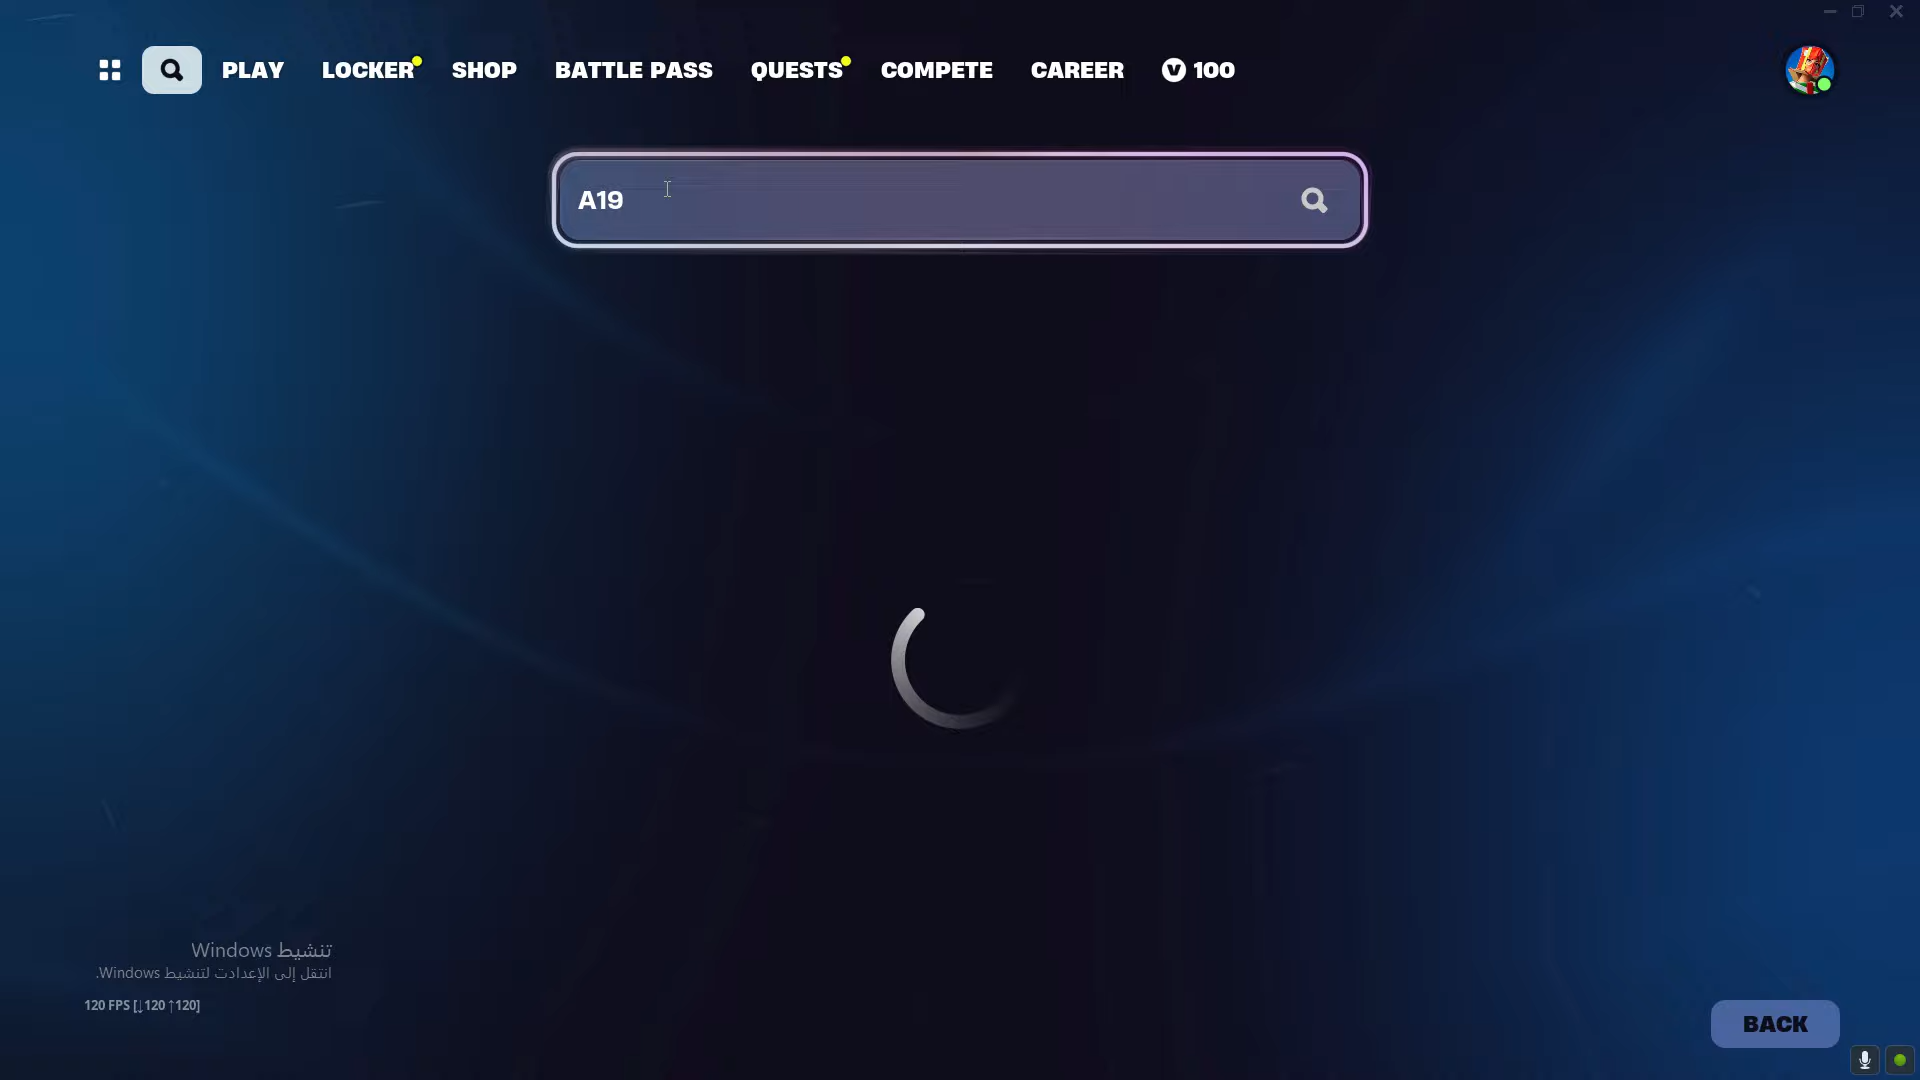 PLAY LOCKER SHOP BATTLE PASS QUESTS COMPETE CAREER V 100
A19
تنشيط Windows
انتقل إلى الإعدادت لتنشيط Windows.
120 FPS [↓120 ↑120]
BACK